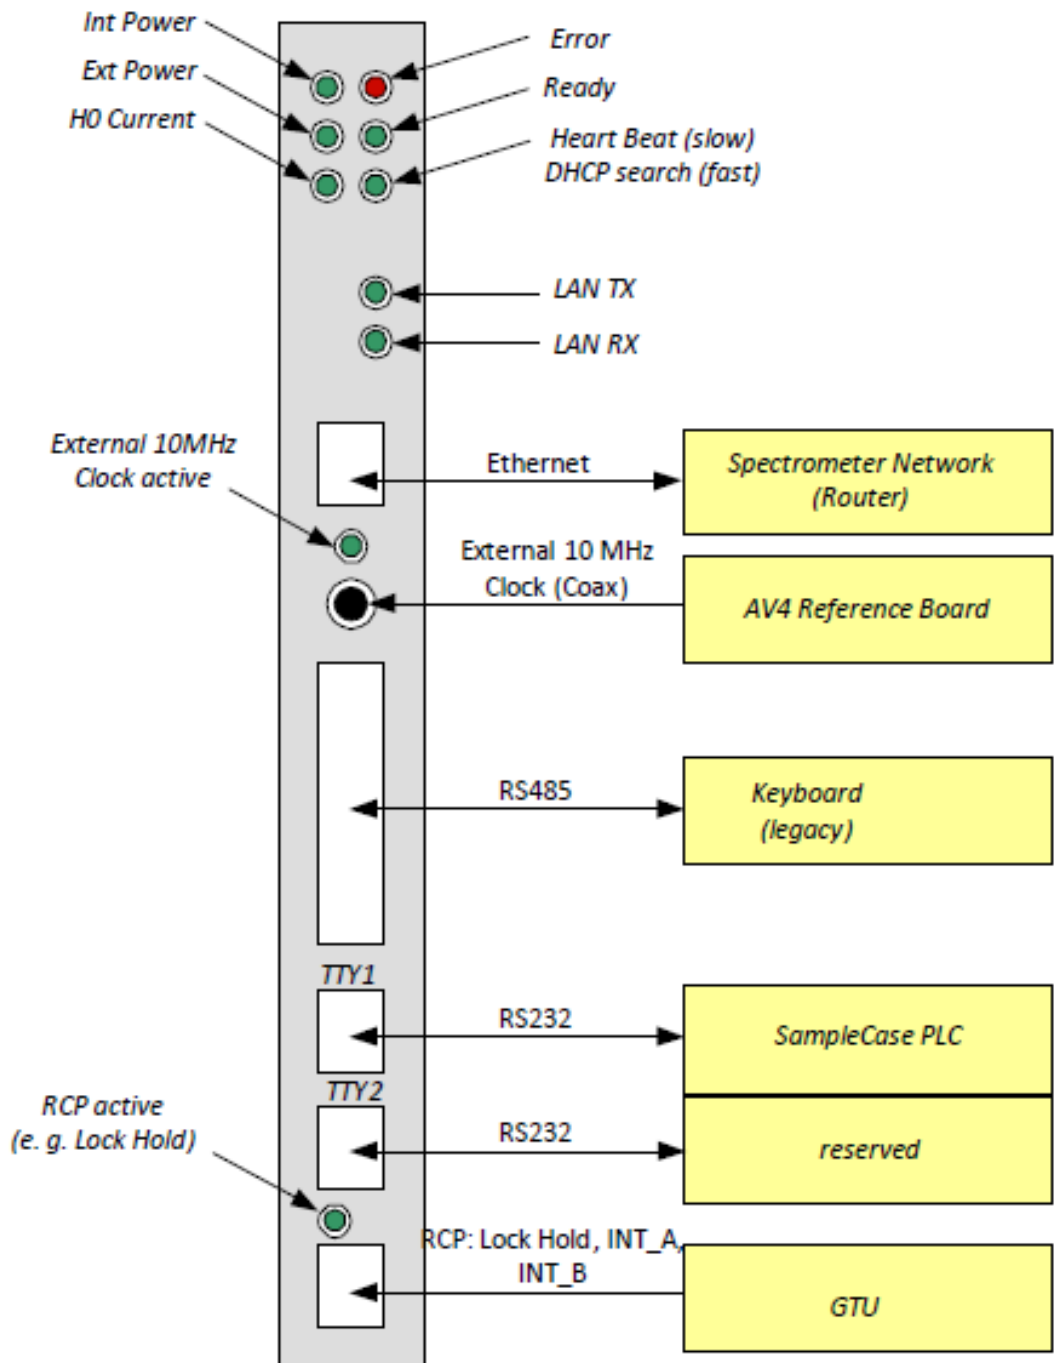 Int Power
Error
Ext Power
Ready
H0 Current
Heart Beat (slow)
DHCP search (fast)
LAN TX
LAN RX
External 10MHz
Clock active
Ethernet
Spectrometer Network
(Router)
External 10 MHz
Clock (Coax)
AV4 Reference Board
RS485
Keyboard
(legacy)
TTY1
RS232
SampleCase PLC
TTY2
RCP active
(e. g. Lock Hold)
RS232
reserved
RCP: Lock Hold, INT_A,
INT_B
GTU